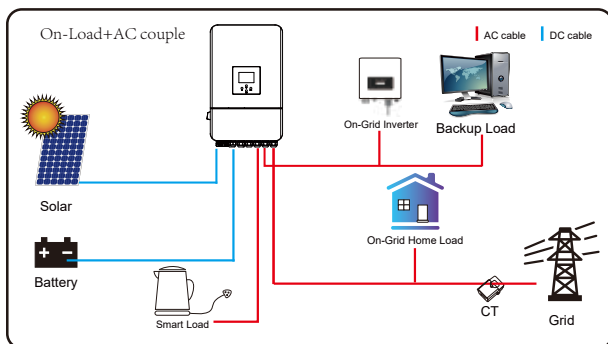 On-Load+AC couple
AC cable
DC cable
On-Grid Inverter
Backup Load
Solar
On-Grid Home Load
Battery
Smart Load
CT
Grid